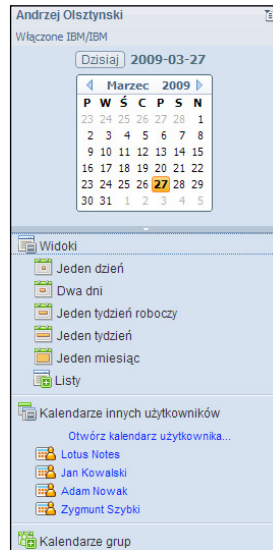 Andrzej Olsztynski
Włączone IBM/IBM
Dzisiaj 2009-03-27
Marzec 2009
P W Ś C P S N
23 24 25 26 27 28 1
2 3 4 5 6 7 8
9 10 11 12 13 14 15
16 17 18 19 20 21 22
23 24 25 26 27 28 29
30 31 1 2 3 4 5
Widoki
Jeden dzień
Dwa dni
Jeden tydzień roboczy
Jeden tydzień
Jeden miesiąc
Listy
Kalendarze innych użytkowników
Otwórz kalendarz użytkownika...
Lotus Notes
Jan Kowalski
Adam Nowak
Zygmunt Szybki
Kalendarze grup